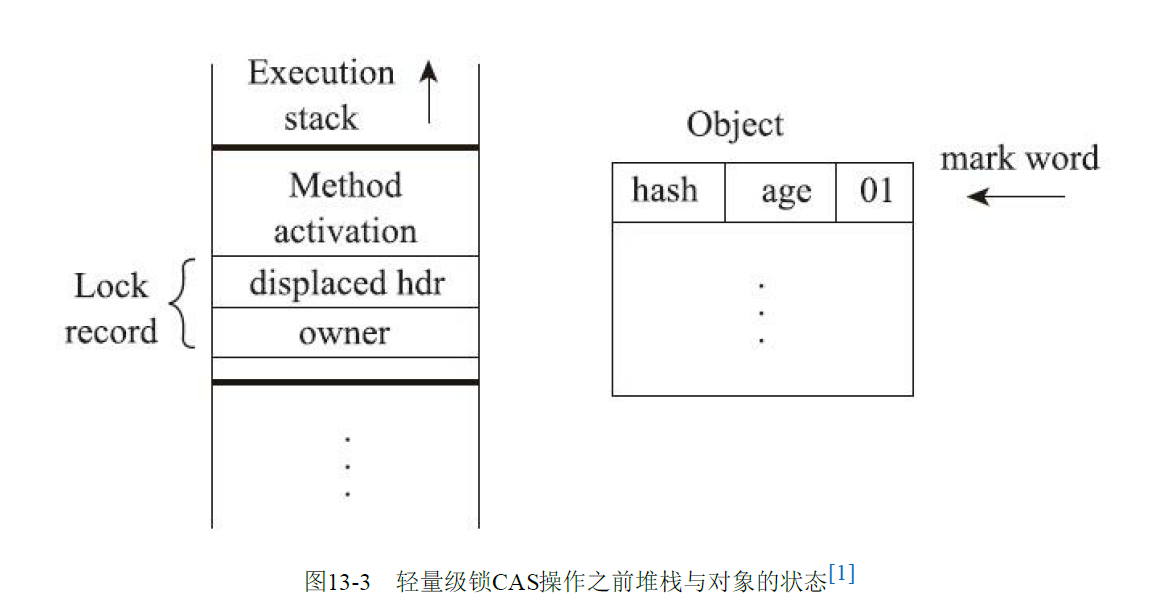 Execution
stack
Method
activation
Lock
record
displaced hdr
owner
Object
hash age 01
mark word
图13-3 轻量级锁CAS操作之前堆栈与对象的状态[1]